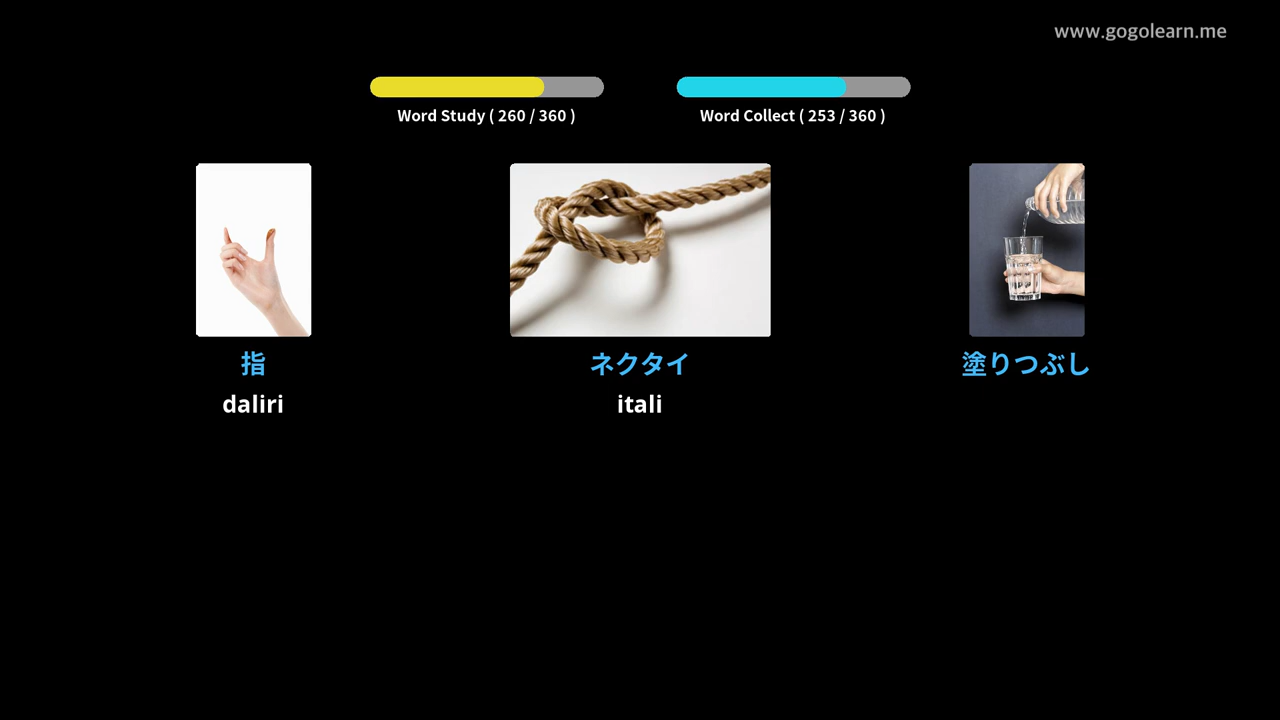 www.gogolearn.me
Word Study ( 260 / 360 )
Word Collect ( 253 / 360 )
指
daliri
ネクタイ
itali
塗りつぶし